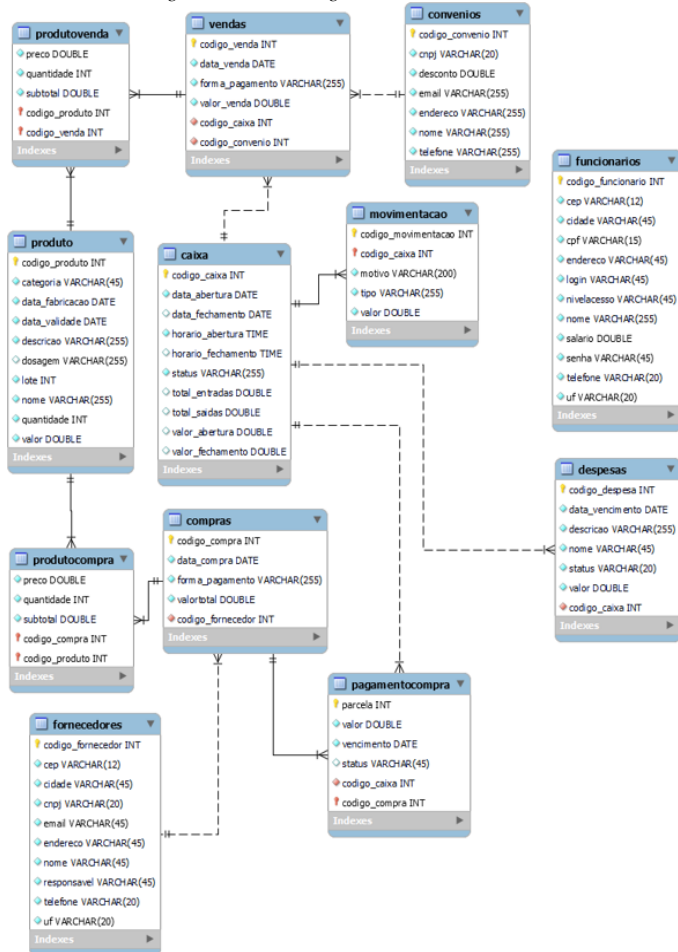 produtovenda
preco DOUBLE
quantidade INT
subtotal DOUBLE
codigo_produto INT
codigo_venda INT
Indexes
vendas
codigo_venda INT
data_venda DATE
forma_pagamento VARCHAR(255)
valor_venda DOUBLE
codigo_caixa INT
codigo_convenio INT
Indexes
convenios
codigo_convenio INT
cnpj VARCHAR(20)
desconto DOUBLE
email VARCHAR(255)
endereco VARCHAR(255)
nome VARCHAR(255)
telefone VARCHAR(255)
Indexes
funcionarios
codigo_funcionario INT
cep VARCHAR(12)
cidade VARCHAR(45)
cpf VARCHAR(15)
endereco VARCHAR(45)
login VARCHAR(45)
nivelacesso VARCHAR(45)
nome VARCHAR(255)
salario DOUBLE
senha VARCHAR(45)
telefone VARCHAR(20)
uf VARCHAR(20)
Indexes
produto
codigo_produto INT
categoria VARCHAR(45)
data_fabricacao DATE
data_validade DATE
descricao VARCHAR(255)
dosagem VARCHAR(255)
lote INT
nome VARCHAR(255)
quantidade INT
valor DOUBLE
Indexes
caixa
codigo_caixa INT
data_abertura DATE
data_fechamento DATE
horario_abertura TIME
horario_fechamento TIME
status VARCHAR(255)
total_entradas DOUBLE
total_saidas DOUBLE
valor_abertura DOUBLE
valor_fechamento DOUBLE
Indexes
movimentacao
codigo_movimentacao INT
codigo_caixa INT
motivo VARCHAR(200)
tipo VARCHAR(255)
valor DOUBLE
Indexes
despesas
codigo_despesa INT
data_vencimento DATE
descricao VARCHAR(255)
nome VARCHAR(45)
status VARCHAR(20)
valor DOUBLE
codigo_caixa INT
Indexes
produtocompra
preco DOUBLE
quantidade INT
subtotal DOUBLE
codigo_compra INT
codigo_produto INT
Indexes
compras
codigo_compra INT
data_compra DATE
forma_pagamento VARCHAR(255)
valortotal DOUBLE
codigo_fornecedor INT
Indexes
pagamentocompra
parcela INT
valor DOUBLE
vencimento DATE
status VARCHAR(45)
codigo_caixa INT
codigo_compra INT
Indexes
fornecedores
codigo_fornecedor INT
cep VARCHAR(12)
cidade VARCHAR(45)
cnpj VARCHAR(20)
email VARCHAR(45)
endereco VARCHAR(45)
nome VARCHAR(45)
responsavel VARCHAR(45)
telefone VARCHAR(20)
uf VARCHAR(20)